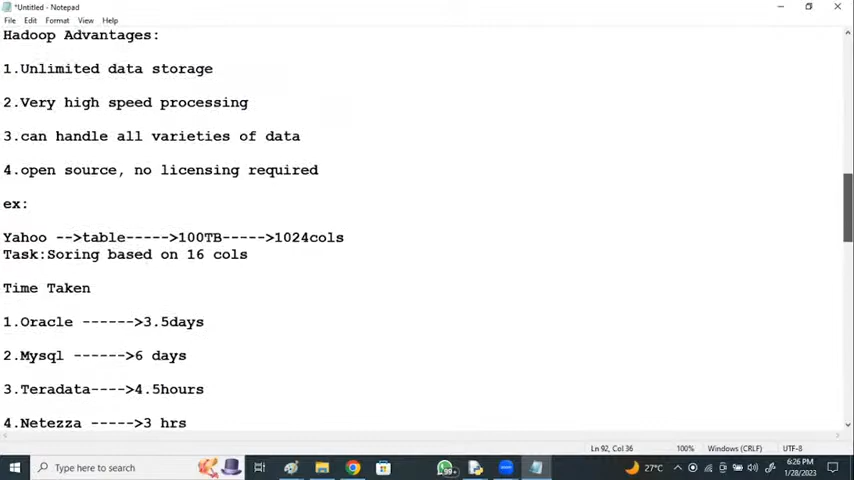 *Untitled - Notepad
File Edit Format View Help
Hadoop Advantages:
1.Unlimited data storage
2.Very high speed processing
3.can handle all varieties of data
4.open source, no licensing required
ex:
Yahoo -->table----->100TB----->1024cols
Task:Soring based on 16 cols
Time Taken
1.Oracle ------>3.5days
2.Mysql ------>6 days
3.Teradata---->4.5hours
4.Netezza ----->3 hrs
Ln 92, Col 36 100% Windows (CRLF) UTF-8
Type here to search
99+
27°C
6:26 PM
1/28/2023